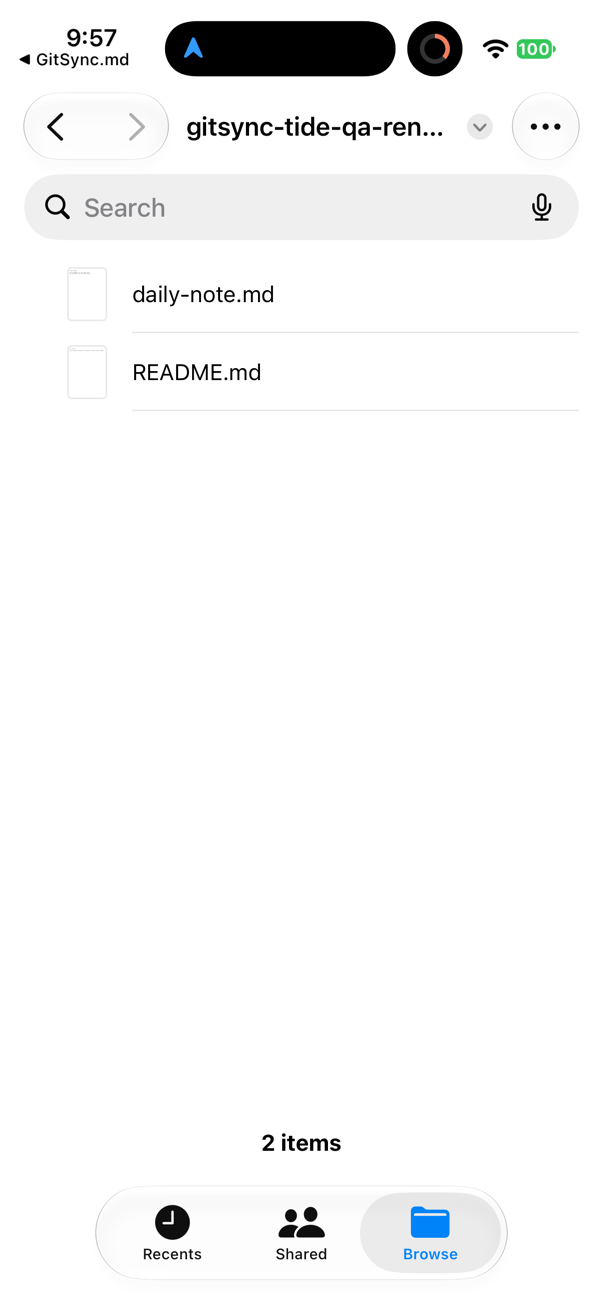 9:57
100
◀ GitSync.md
gitsync-tide-qa-ren...
Search
daily-note.md
README.md
2 items
Recents
Shared
Browse